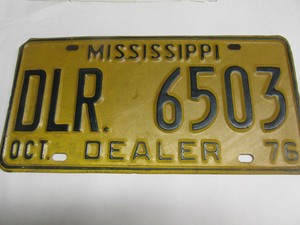 MISSISSIPPI
DLR. 6503
OCT. DEALER 76